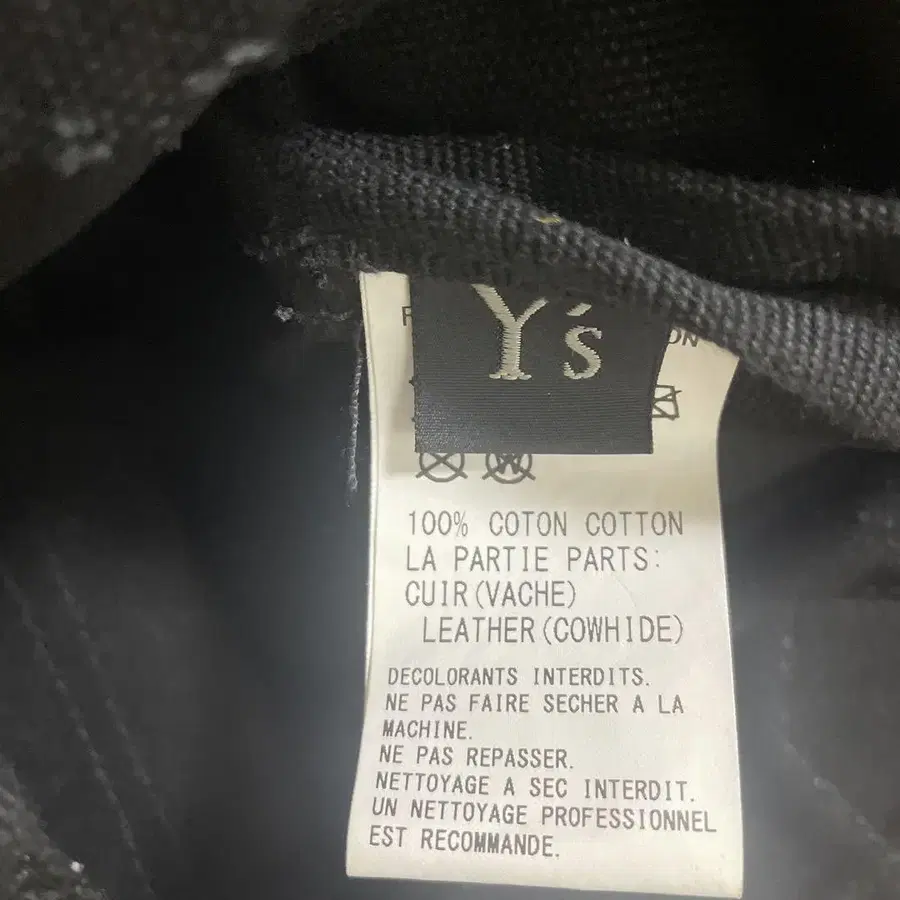 Y's
100% COTON COTTON
LA PARTIE PARTS:
CUIR(VACHE)
LEATHER(COWHIDE)
DECOLORANTS INTERDITS.
NE PAS FAIRE SECHER A LA
MACHINE.
NE PAS REPASSER.
NETTOYAGE A SEC INTERDIT.
UN NETTOYAGE PROFESSIONNEL
EST RECOMMANDE.